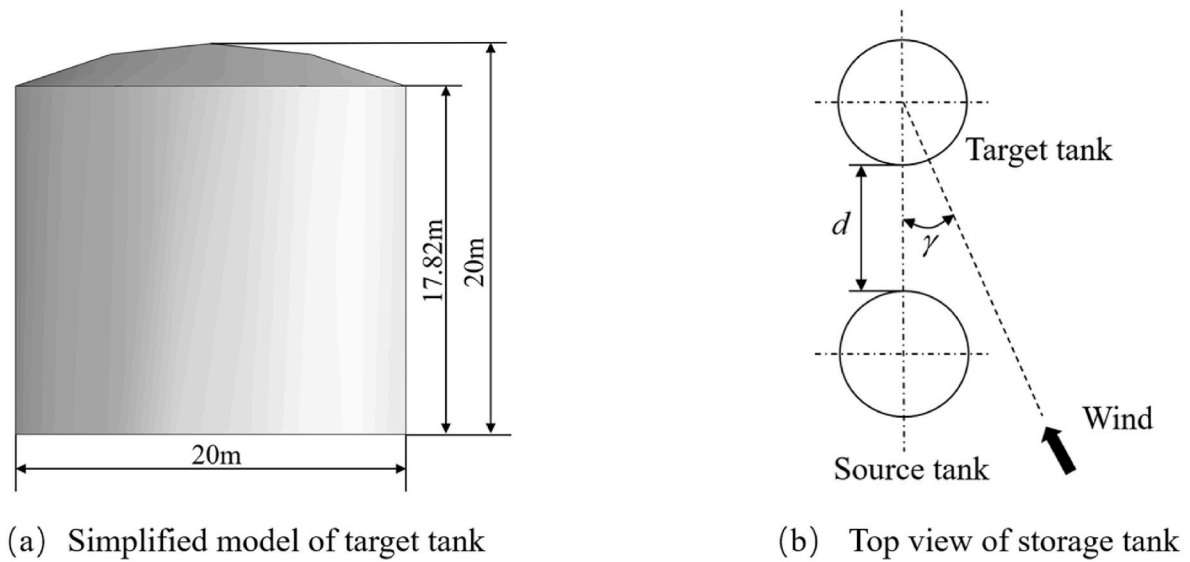 17.82m
20m
20m
(a) Simplified model of target tank
Target tank
d
γ
Wind
Source tank
(b) Top view of storage tank